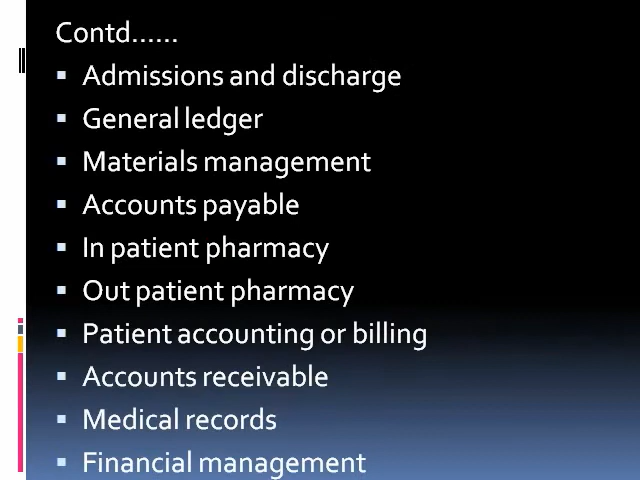 Contd......
Admissions and discharge
General ledger
Materials management
Accounts payable
In patient pharmacy
Out patient pharmacy
Patient accounting or billing
Accounts receivable
Medical records
Financial management